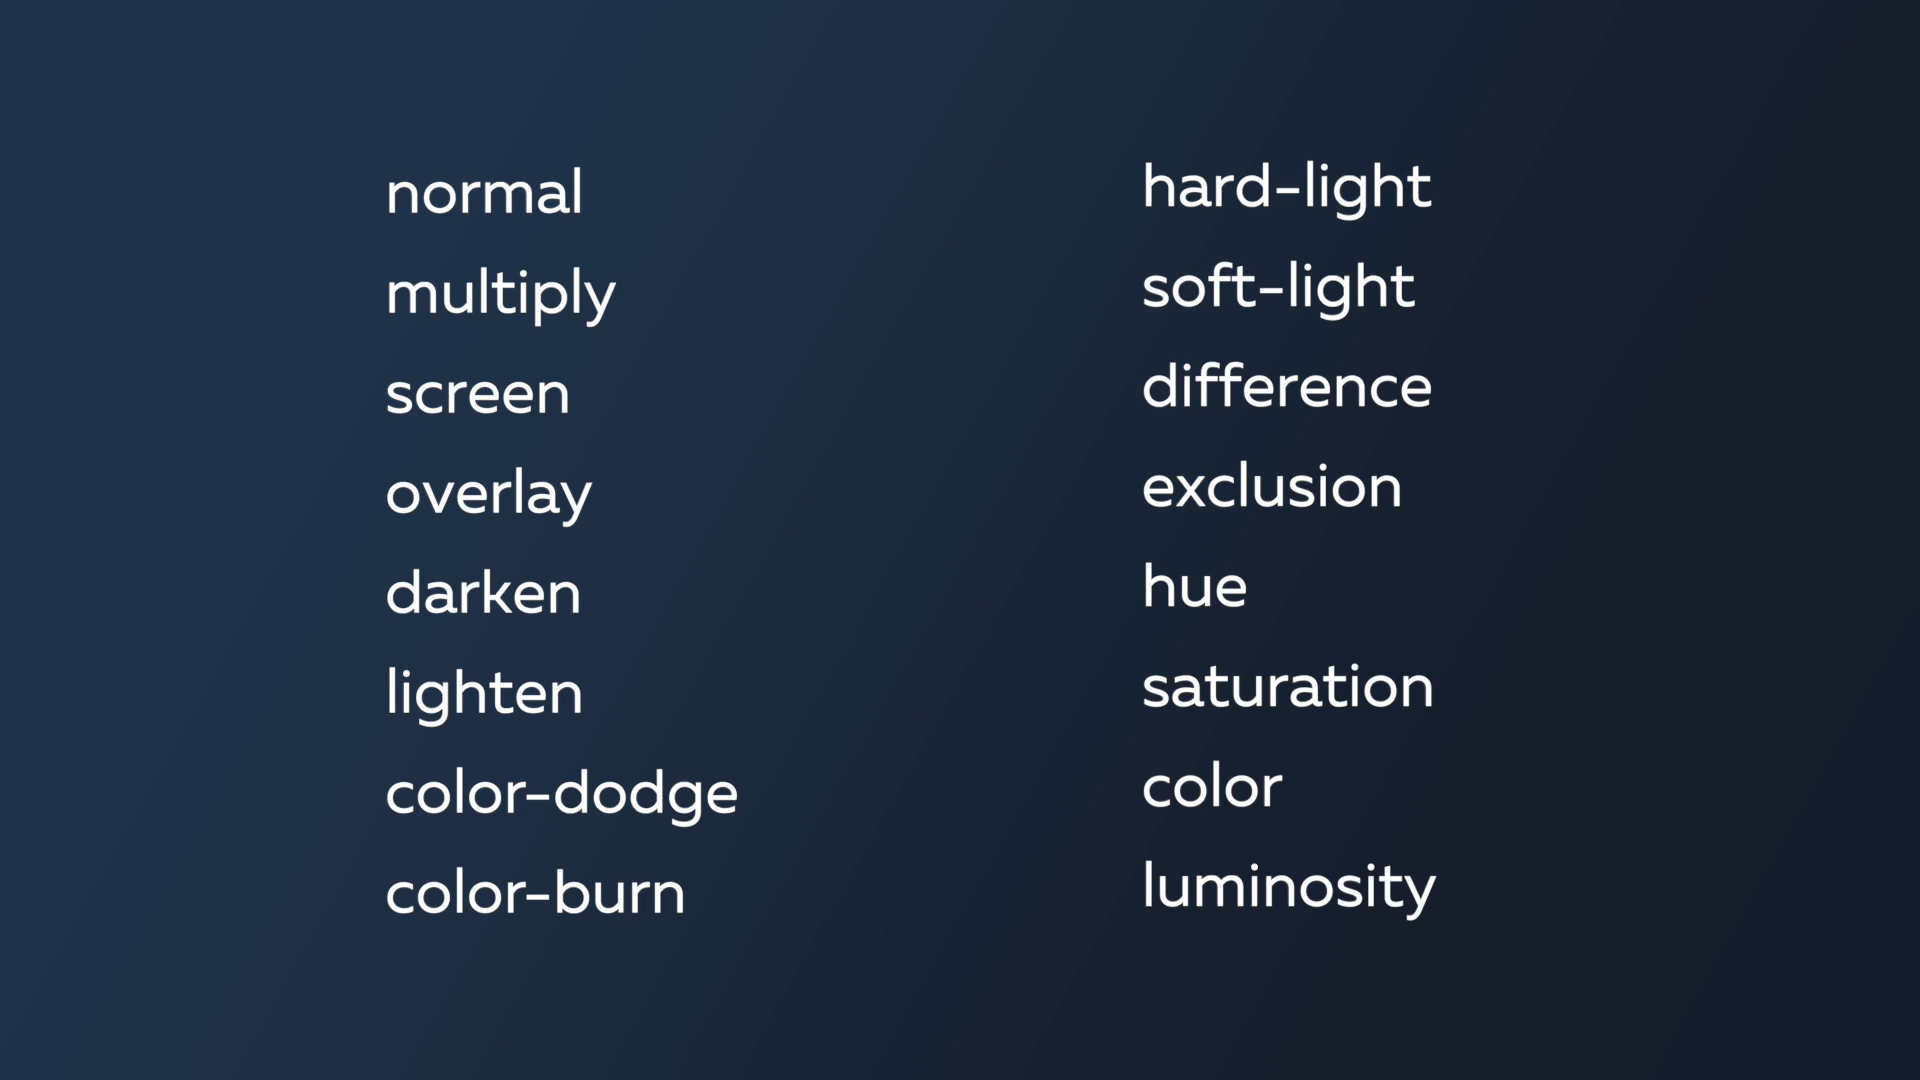 normal
multiply
screen
overlay
darken
lighten
color-dodge
color-burn
hard-light
soft-light
difference
exclusion
hue
saturation
color
luminosity